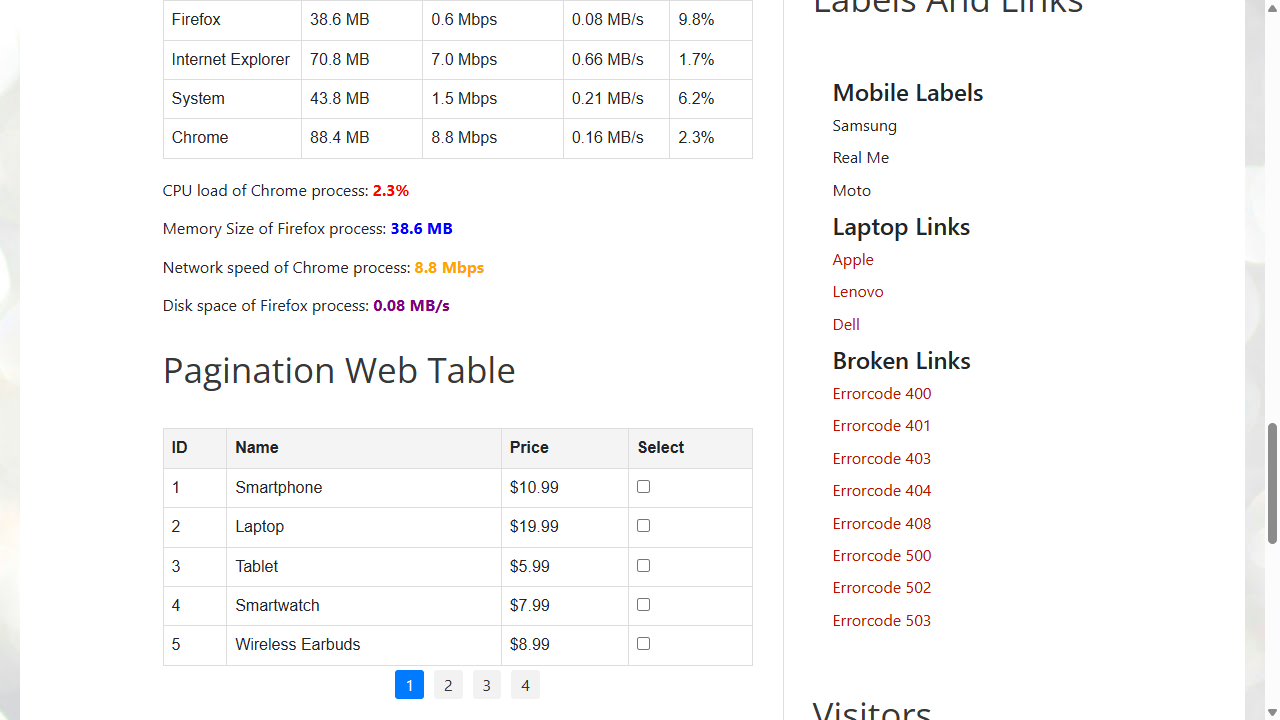 Firefox 38.6 MB 0.6 Mbps 0.08 MB/s 9.8%
Internet Explorer 70.8 MB 7.0 Mbps 0.66 MB/s 1.7%
System 43.8 MB 1.5 Mbps 0.21 MB/s 6.2%
Chrome 88.4 MB 8.8 Mbps 0.16 MB/s 2.3%
CPU load of Chrome process: 2.3%
Memory Size of Firefox process: 38.6 MB
Network speed of Chrome process: 8.8 Mbps
Disk space of Firefox process: 0.08 MB/s
Pagination Web Table
ID Name Price Select
1 Smartphone $10.99
2 Laptop $19.99
3 Tablet $5.99
4 Smartwatch $7.99
5 Wireless Earbuds $8.99
1 2 3 4
Labels And Links
Mobile Labels
Samsung
Real Me
Moto
Laptop Links
Apple
Lenovo
Dell
Broken Links
Errorcode 400
Errorcode 401
Errorcode 403
Errorcode 404
Errorcode 408
Errorcode 500
Errorcode 502
Errorcode 503
Visitors